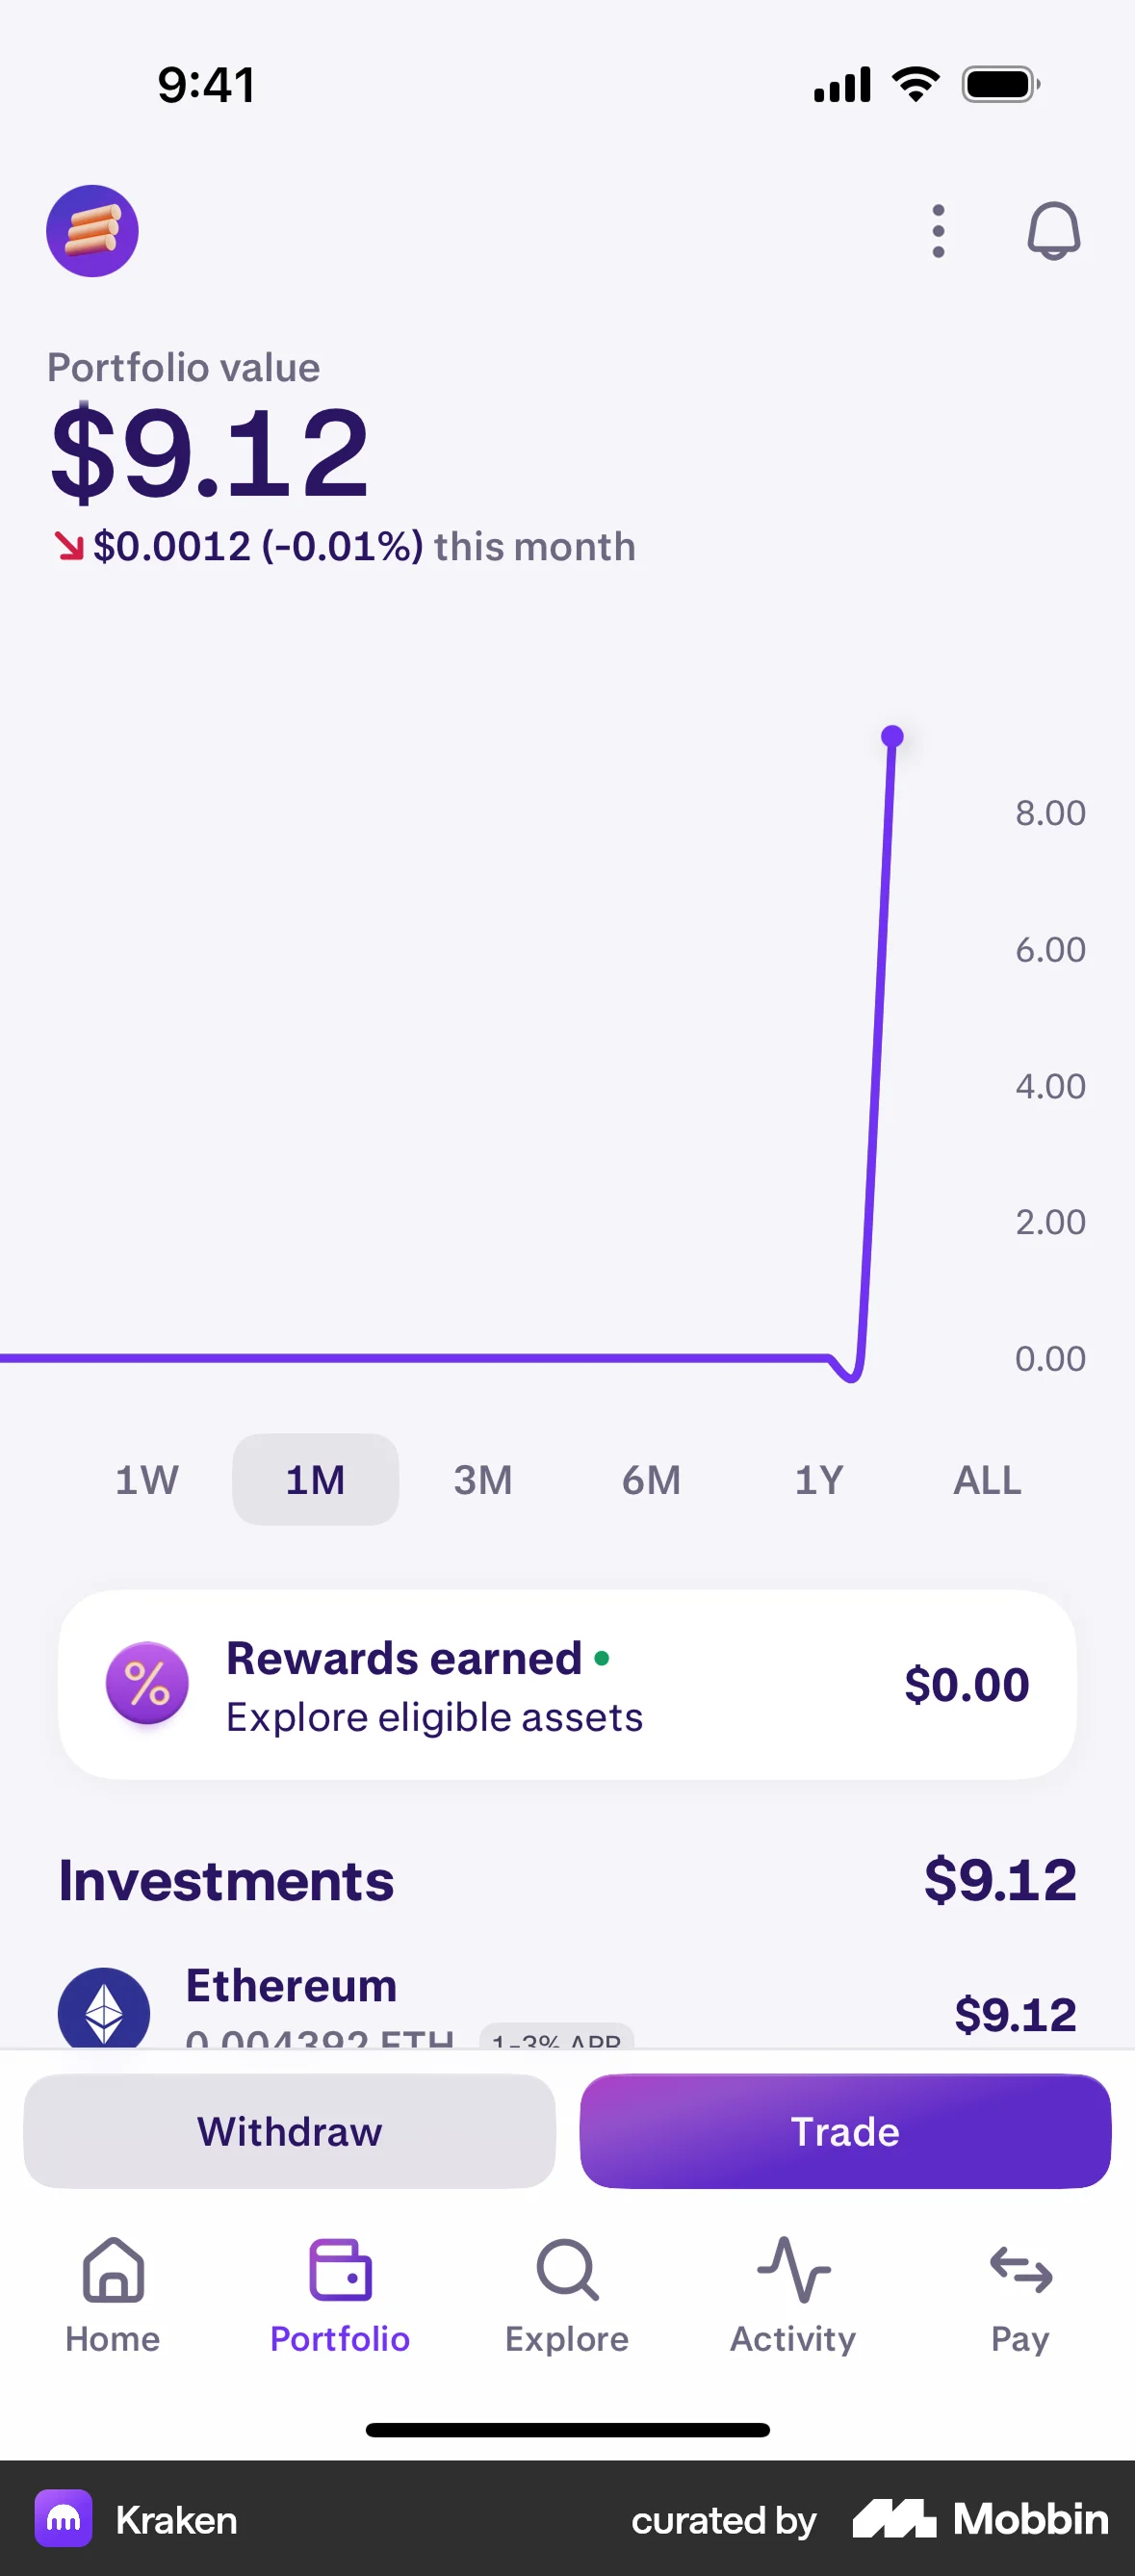 9:41
Portfolio value
$9.12
$0.0012 (-0.01%) this month
8.00
6.00
4.00
2.00
0.00
1W 1M 3M 6M 1Y ALL
%
Rewards earned
$0.00
Explore eligible assets
Investments $9.12
Ethereum
$9.12
0.004392 ETH 1-3% APR
Withdraw Trade
Home Portfolio Explore Activity Pay
Kraken curated by Mobbin